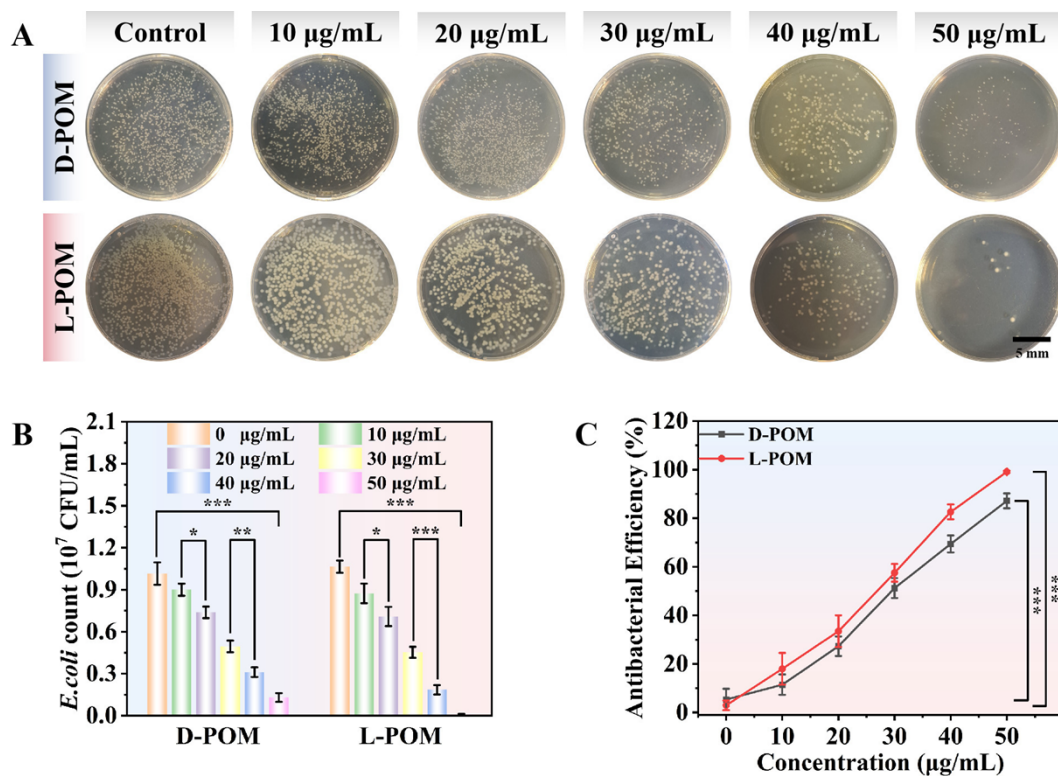 A
Control 10 μg/mL 20 μg/mL 30 μg/mL 40 μg/mL 50 μg/mL
D-POM
L-POM
5 mm
B
E.coli count (10⁷ CFU/mL)
2.1
1.8
1.5
1.2
0.9
0.6
0.3
0.0
0 μg/mL 10 μg/mL
20 μg/mL 30 μg/mL
40 μg/mL 50 μg/mL
*** ***
* ** * ***
D-POM L-POM
C
Antibacterial Efficiency (%)
120
100
80
60
40
20
0
D-POM
L-POM
***
***
0 10 20 30 40 50
Concentration (μg/mL)